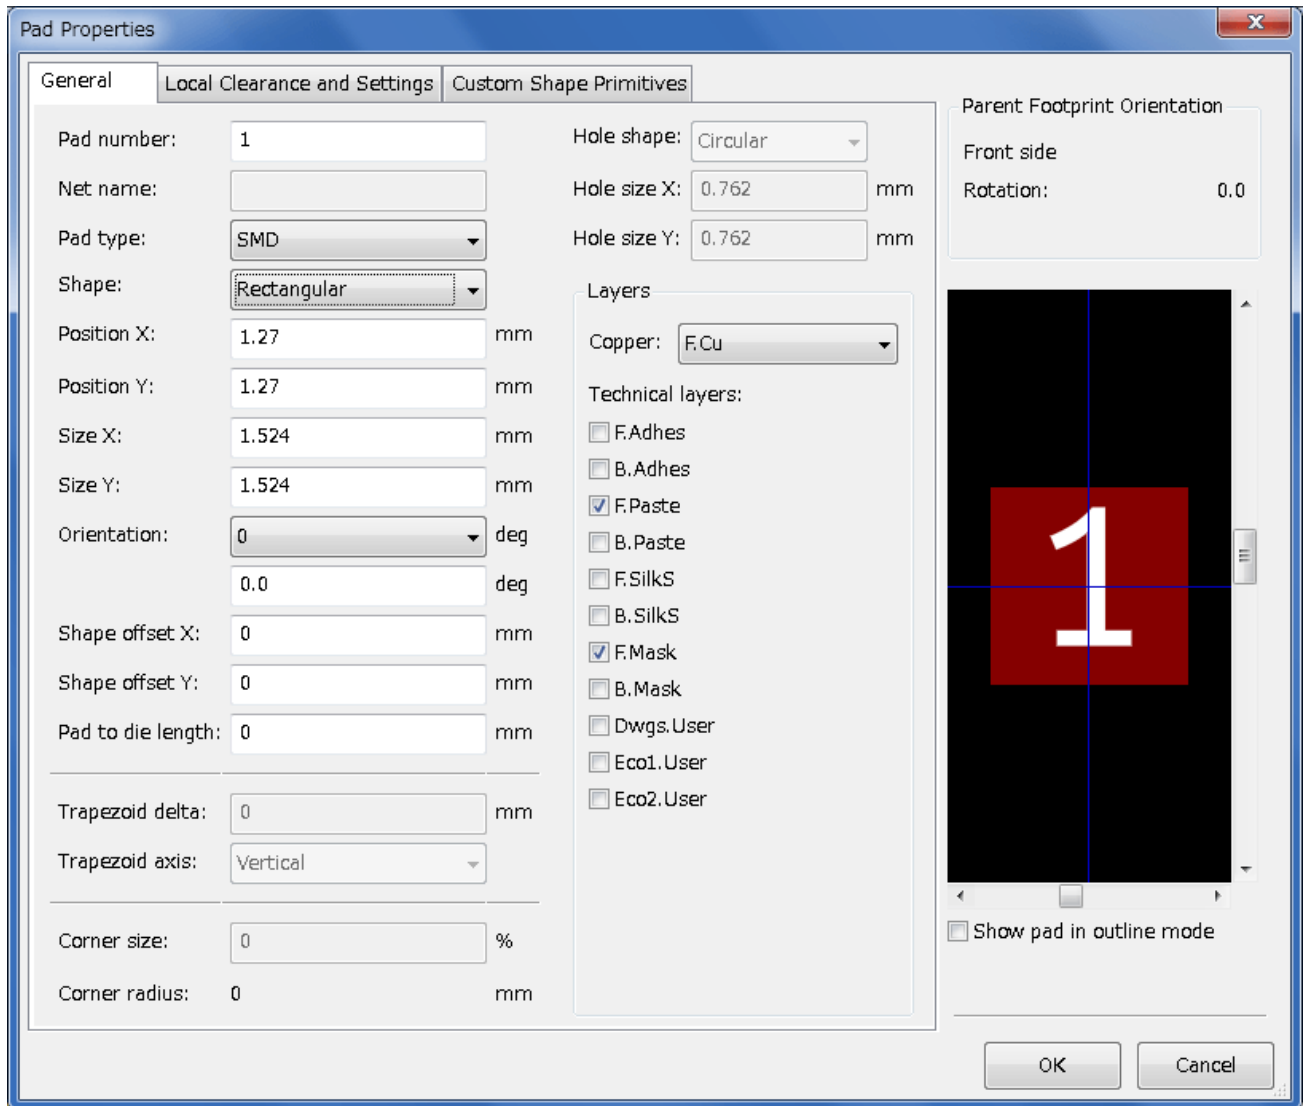 Pad Properties
General
Local Clearance and Settings
Custom Shape Primitives
Pad number: 1
Net name:
Pad type: SMD
Shape: Rectangular
Position X: 1.27 mm
Position Y: 1.27 mm
Size X: 1.524 mm
Size Y: 1.524 mm
Orientation: 0 deg
0.0 deg
Shape offset X: 0 mm
Shape offset Y: 0 mm
Pad to die length: 0 mm
Trapezoid delta: 0 mm
Trapezoid axis: Vertical
Corner size: 0 %
Corner radius: 0 mm
Hole shape: Circular
Hole size X: 0.762 mm
Hole size Y: 0.762 mm
Layers
Copper: F.Cu
Technical layers:
F.Adhes
B.Adhes
F.Paste
B.Paste
F.SilkS
B.SilkS
F.Mask
B.Mask
Dwgs.User
Eco1.User
Eco2.User
Parent Footprint Orientation
Front side
Rotation: 0.0
1
Show pad in outline mode
OK
Cancel